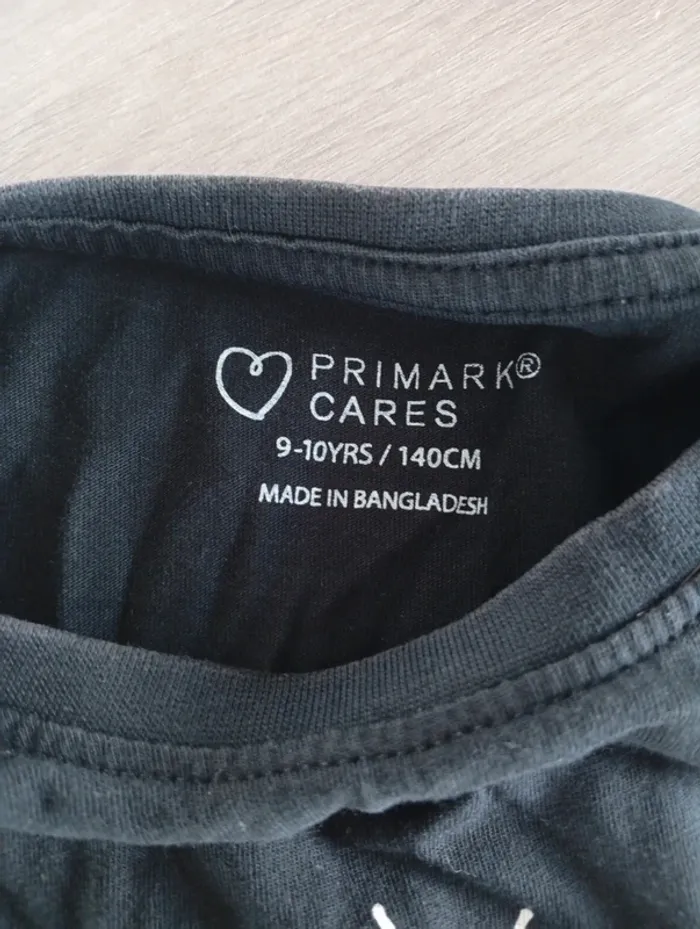 PRIMARK®
CARES
9-10YRS / 140CM
MADE IN BANGLADESH